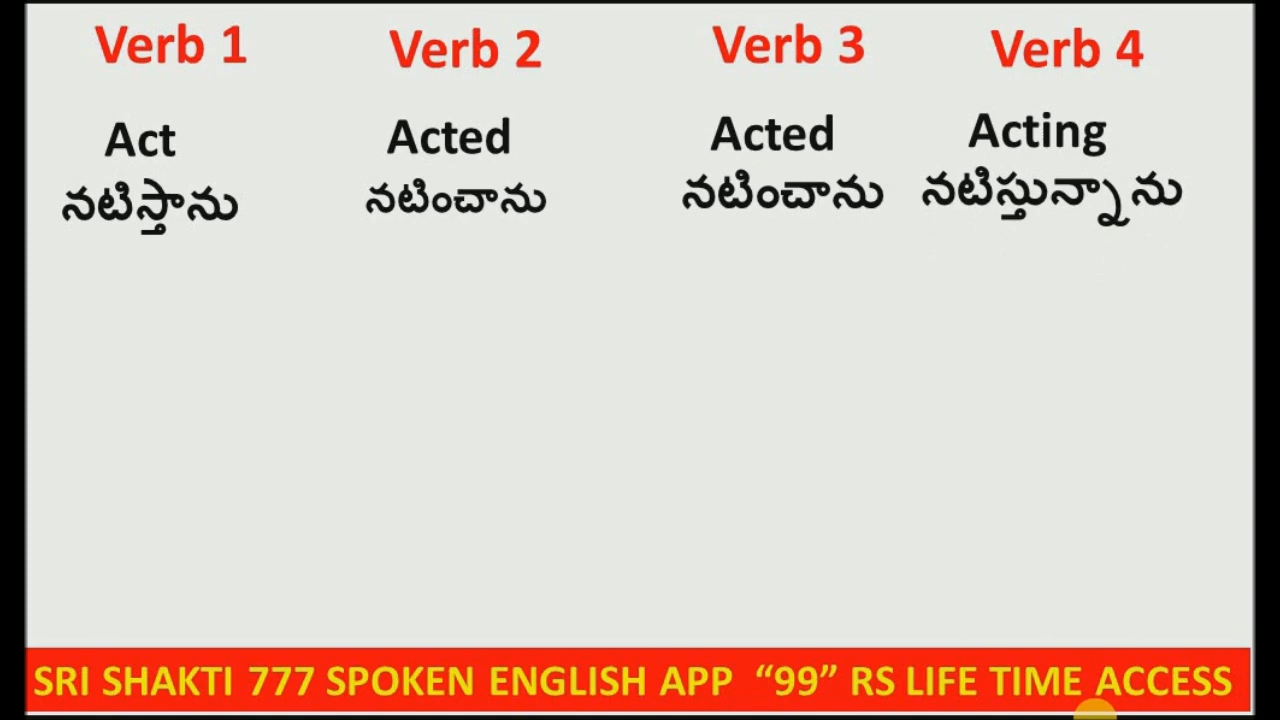 Verb 1 Verb 2 Verb 3 Verb 4
Act Acted Acted Acting
నటిస్తాను నటించాను నటించాను నటిస్తున్నాను
SRI SHAKTI 777 SPOKEN ENGLISH APP “99” RS LIFE TIME ACCESS